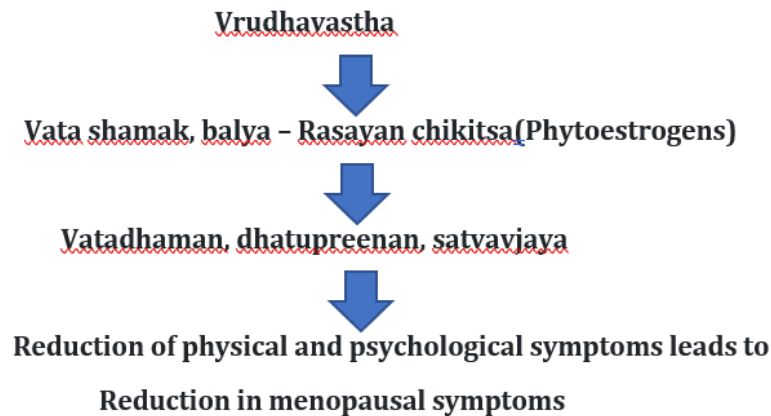 Vrudhavastha
Vata shamak, balya – Rasayan chikitsa(Phytoestrogens)
Vatadhaman, dhatupreenan, satvavjaya
Reduction of physical and psychological symptoms leads to
Reduction in menopausal symptoms